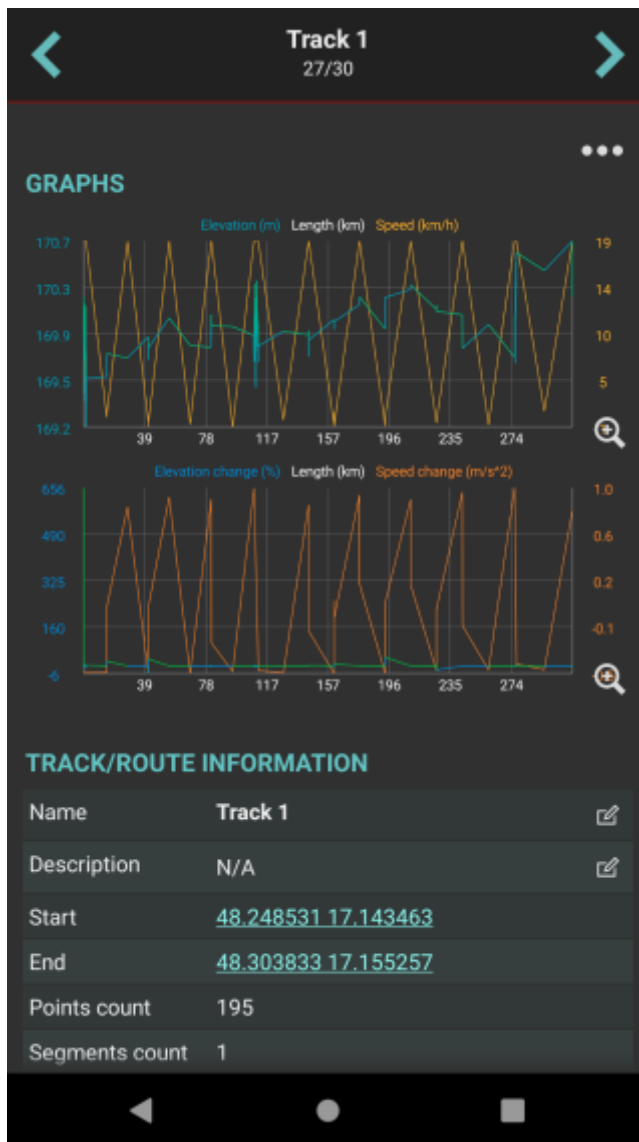 Track 1
27/30
GRAPHS
Elevation (m) Length (km) Speed (km/h)
170.7 19
170.3 14
169.9 10
169.5 5
169.2
39 78 117 157 196 235 274
Elevation change (%) Length (km) Speed change (m/s^2)
656 1.0
490 0.6
325 0.2
160 -0.1
-6
39 78 117 157 196 235 274
TRACK/ROUTE INFORMATION
Name Track 1
Description N/A
Start 48.248531 17.143463
End 48.303833 17.155257
Points count 195
Segments count 1